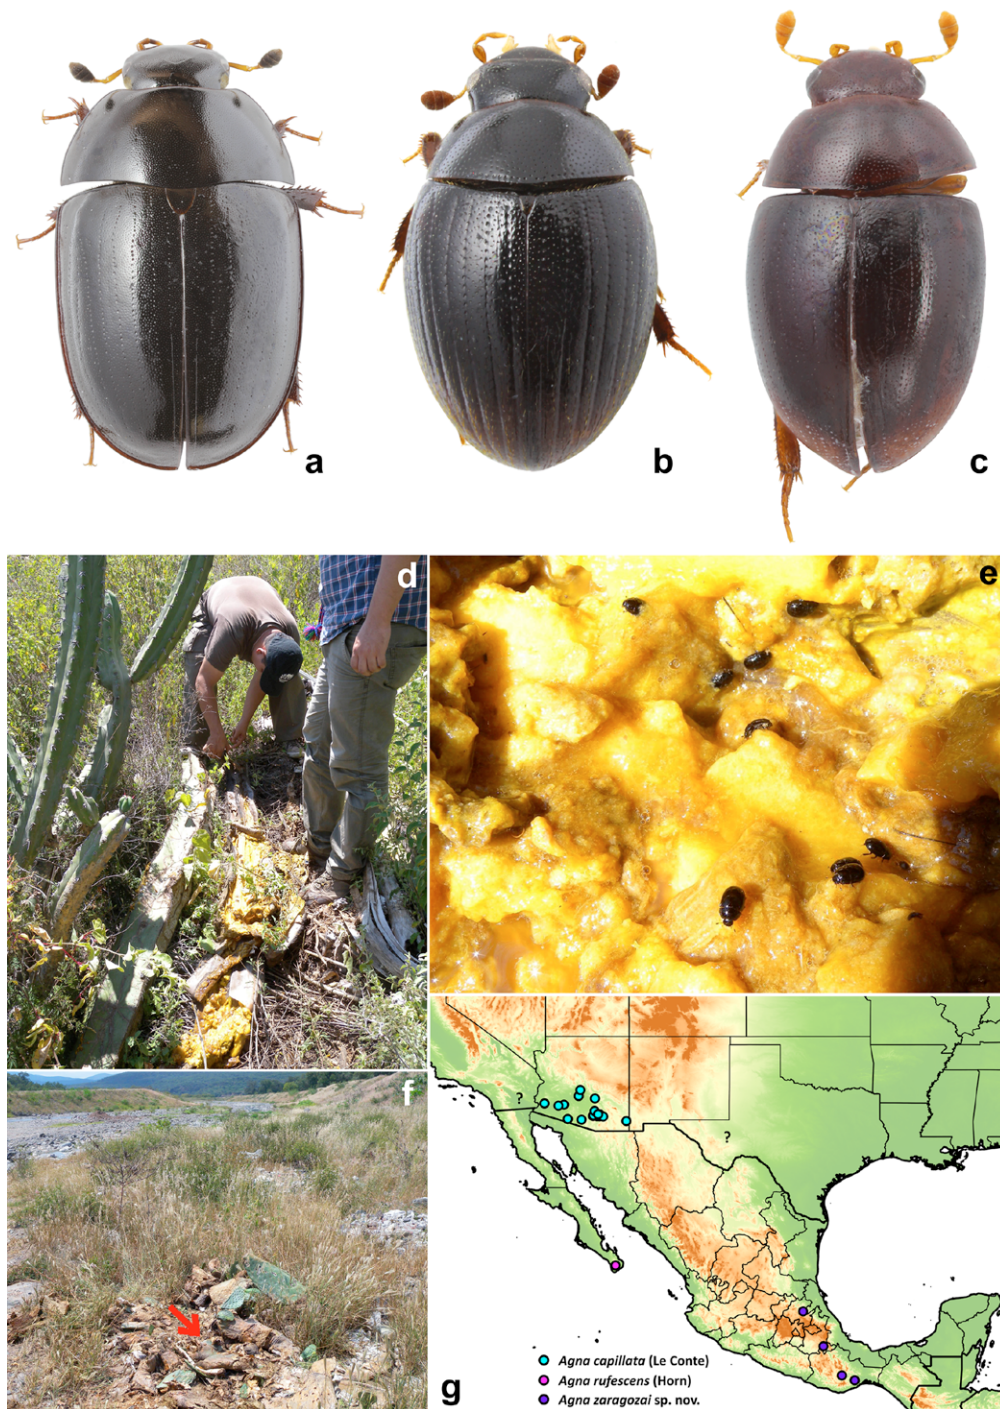 a
b
c
d
e
f
?
?
Agna capillata (Le Conte)
Agna rufescens (Horn)
Agna zaragozai sp. nov.
g